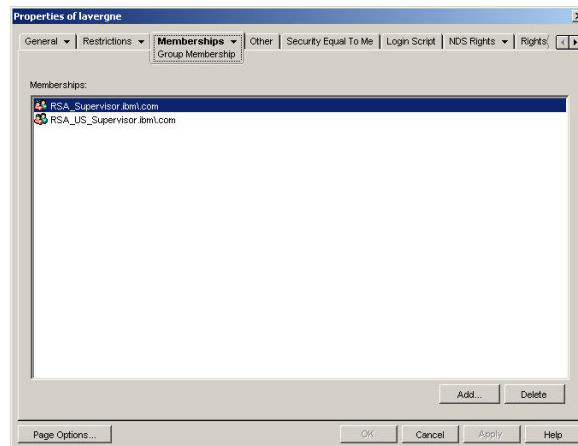 Properties of lavergne
General Restrictions Memberships Other Security Equal To Me Login Script NDS Rights Rights
Group Membership
Memberships:
RSA_Supervisor.ibm\.com
RSA_US_Supervisor.ibm\.com
Add... Delete
Page Options... OK Cancel Apply Help